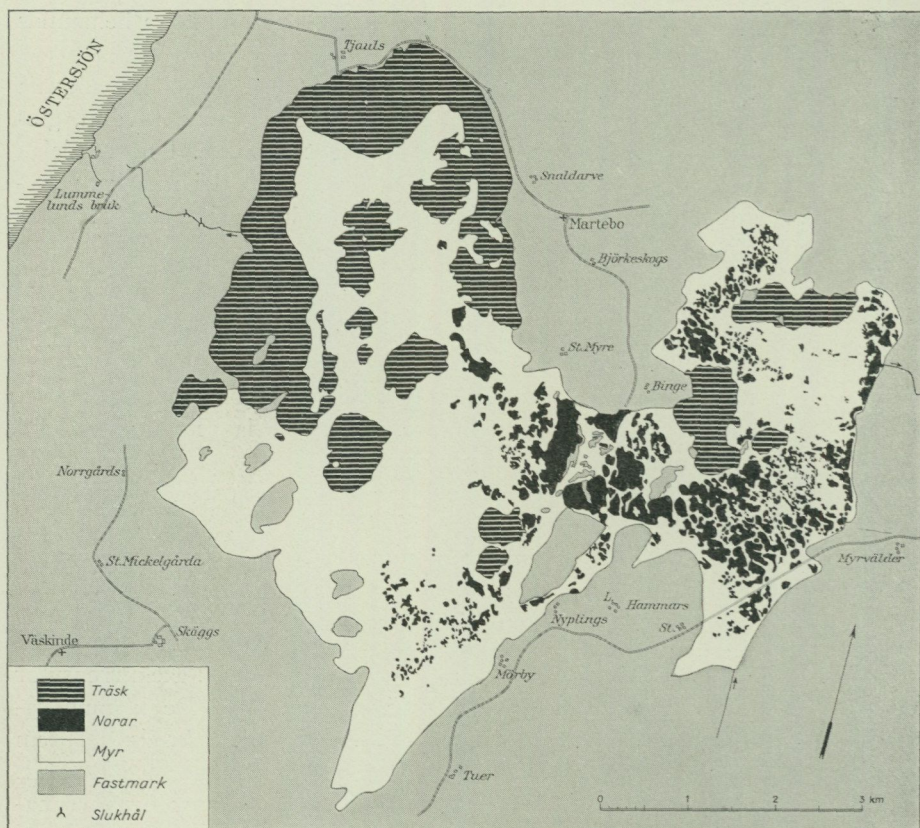 ÖSTERSJÖN
Tjauls
Lumme-
lunds bruk
Snaldarve
Martebo
Björkeskogs
St. Myre
Binge
Norrgårds
St. Mickelgårda
Väskinde
Skäggs
Myrvälder
L.
Hammars
St.
Nyplings
Mörby
Tuer
Träsk
Norar
Myr
Fastmark
Slukhål
0 1 2 3 km